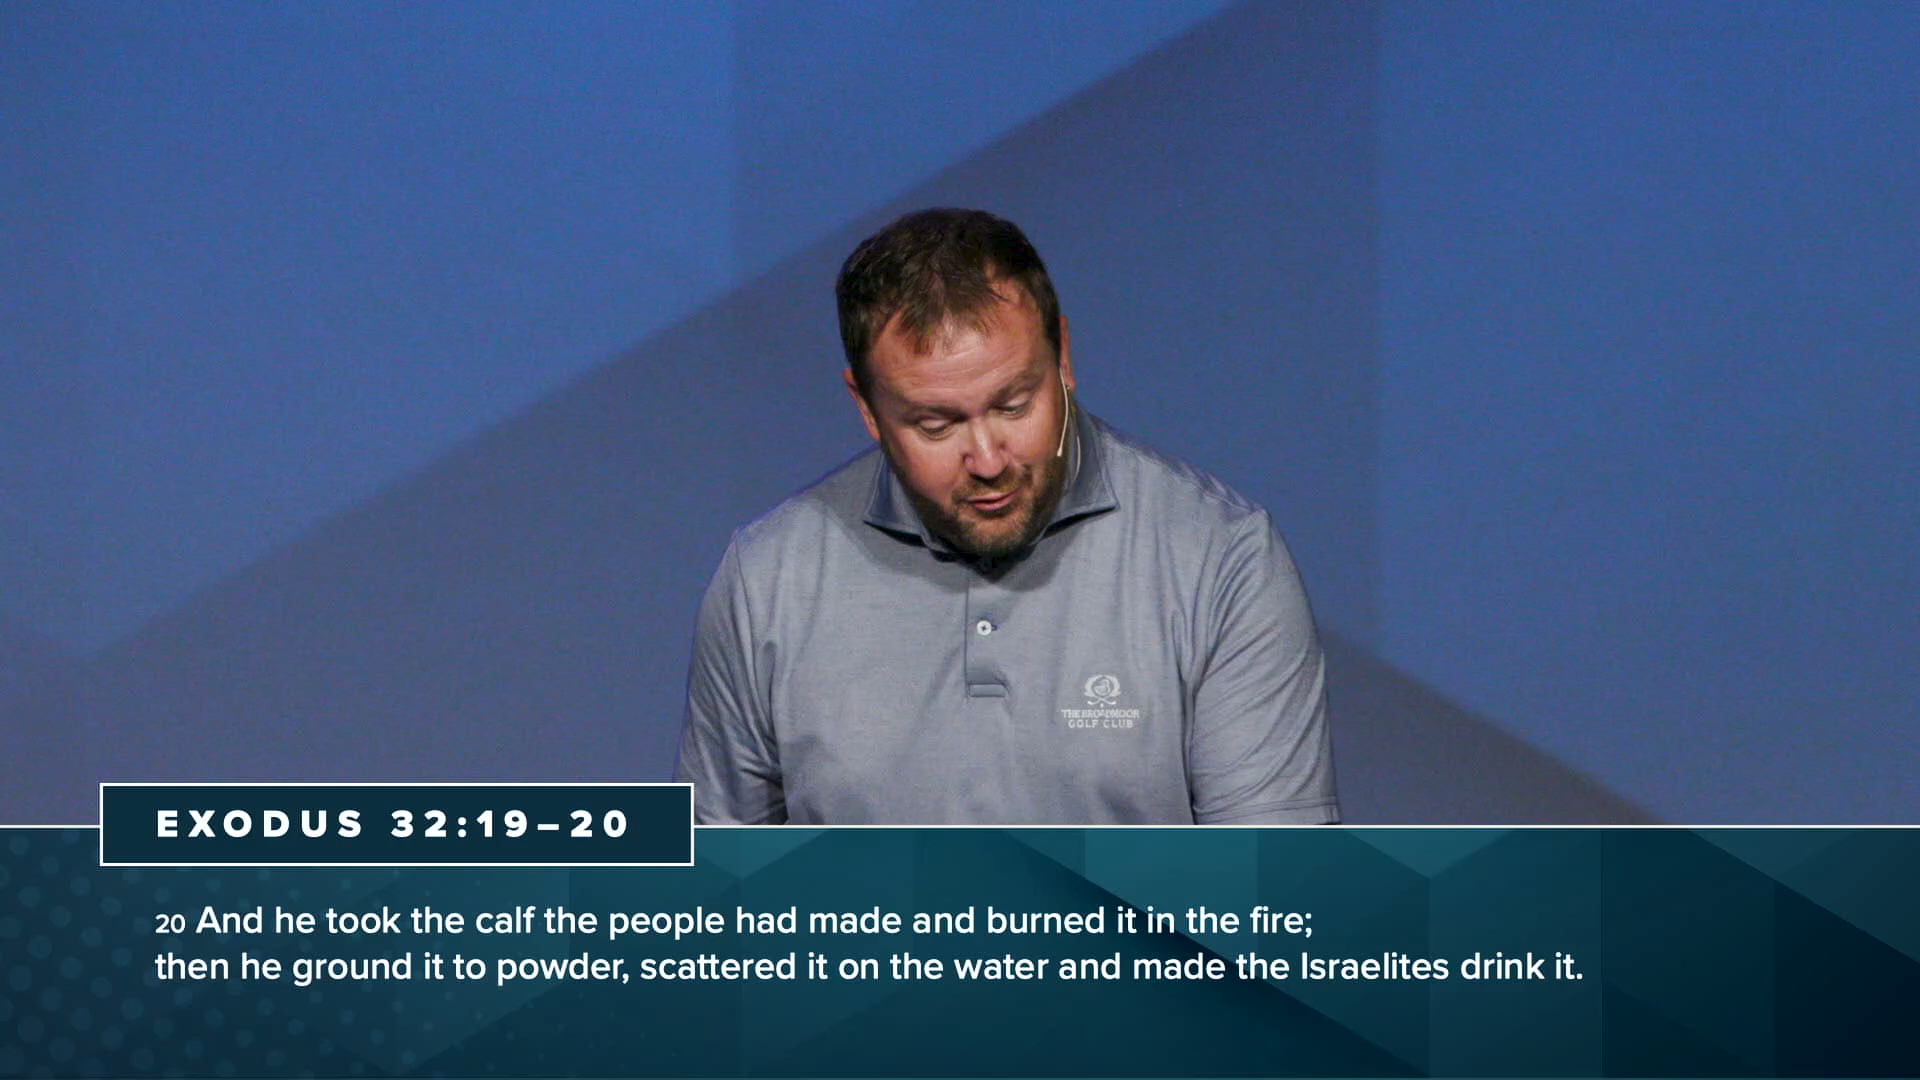 THE BROADMOOR
GOLF CLUB
EXODUS 32:19–20
20 And he took the calf the people had made and burned it in the fire;
then he ground it to powder, scattered it on the water and made the Israelites drink it.